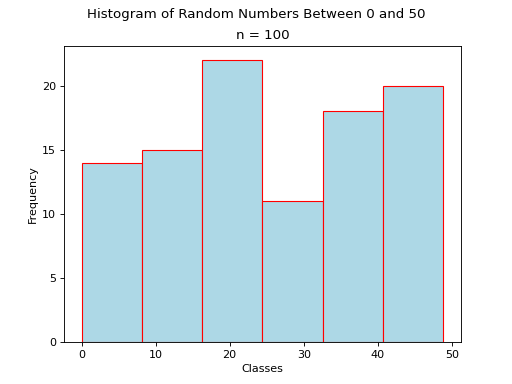 Histogram of Random Numbers Between 0 and 50
n = 100
20
15
10
5
0
Frequency
0 10 20 30 40 50
Classes